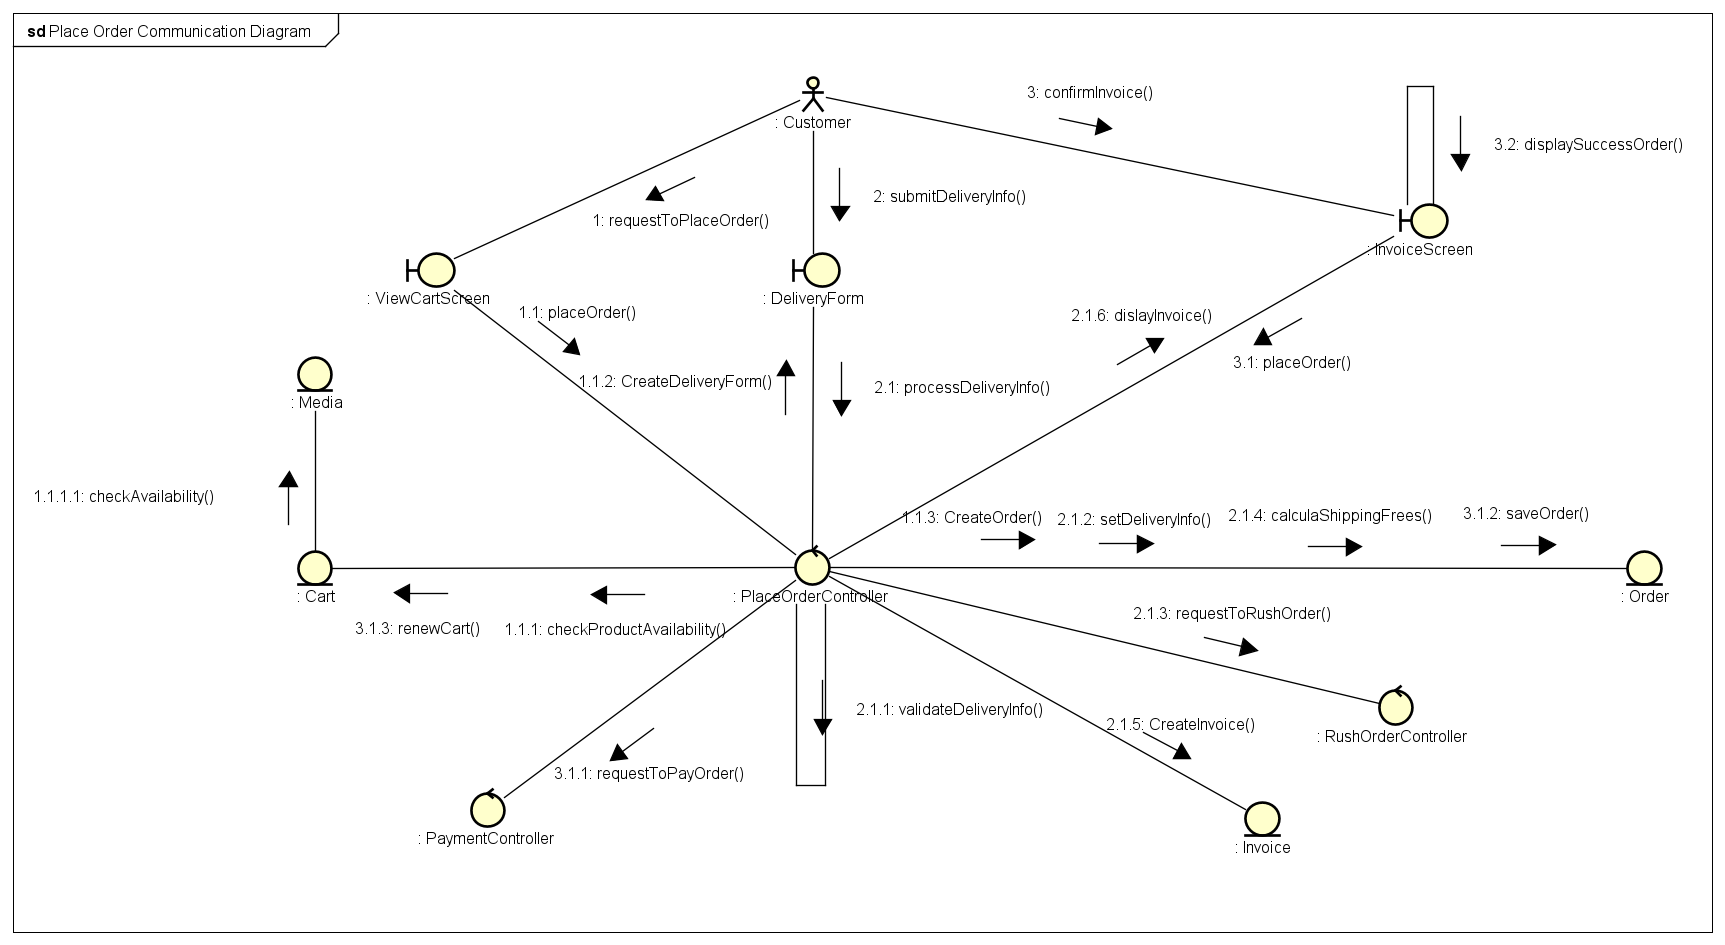 sd Place Order Communication Diagram
3: confirmInvoice()
: Customer
3.2: displaySuccessOrder()
2: submitDeliveryInfo()
1: requestToPlaceOrder()
: InvoiceScreen
: ViewCartScreen
: DeliveryForm
1.1: placeOrder()
2.1.6: dislayInvoice()
3.1: placeOrder()
1.1.2: CreateDeliveryForm()
2.1: processDeliveryInfo()
: Media
1.1.1.1: checkAvailability()
1.1.3: CreateOrder()
2.1.2: setDeliveryInfo()
2.1.4: calculaShippingFrees()
3.1.2: saveOrder()
: Cart
: PlaceOrderController
: Order
3.1.3: renewCart()
1.1.1: checkProductAvailability()
2.1.3: requestToRushOrder()
2.1.1: validateDeliveryInfo()
2.1.5: CreateInvoice()
: RushOrderController
3.1.1: requestToPayOrder()
: PaymentController
: Invoice